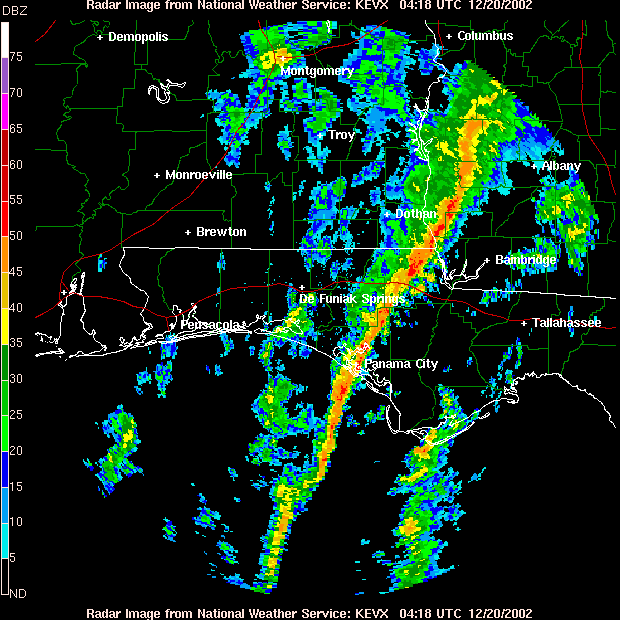 Radar Image from National Weather Service: KEVX 04:18 UTC 12/20/2002
DBZ
Demopolis
Columbus
75
Montgomery
70
65
Troy
60
Albany
Monroeville
55
Dothan
50
Brewton
Bainbridge
45
De Funiak Springs
40
Pensacola
Tallahassee
35
Panama City
30
25
20
15
10
5
ND
Radar Image from National Weather Service: KEVX 04:18 UTC 12/20/2002